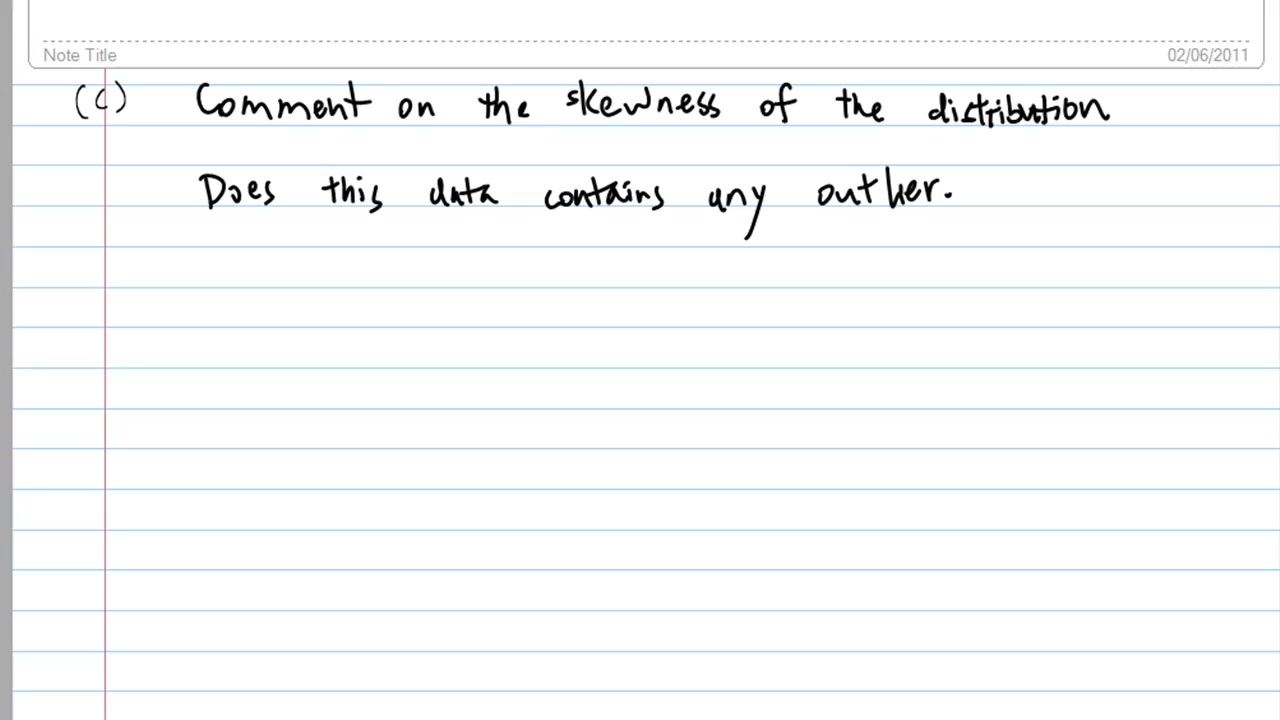 Note Title 02/06/2011
(c) Comment on the skewness of the distribution
Does this data contains any outlier.